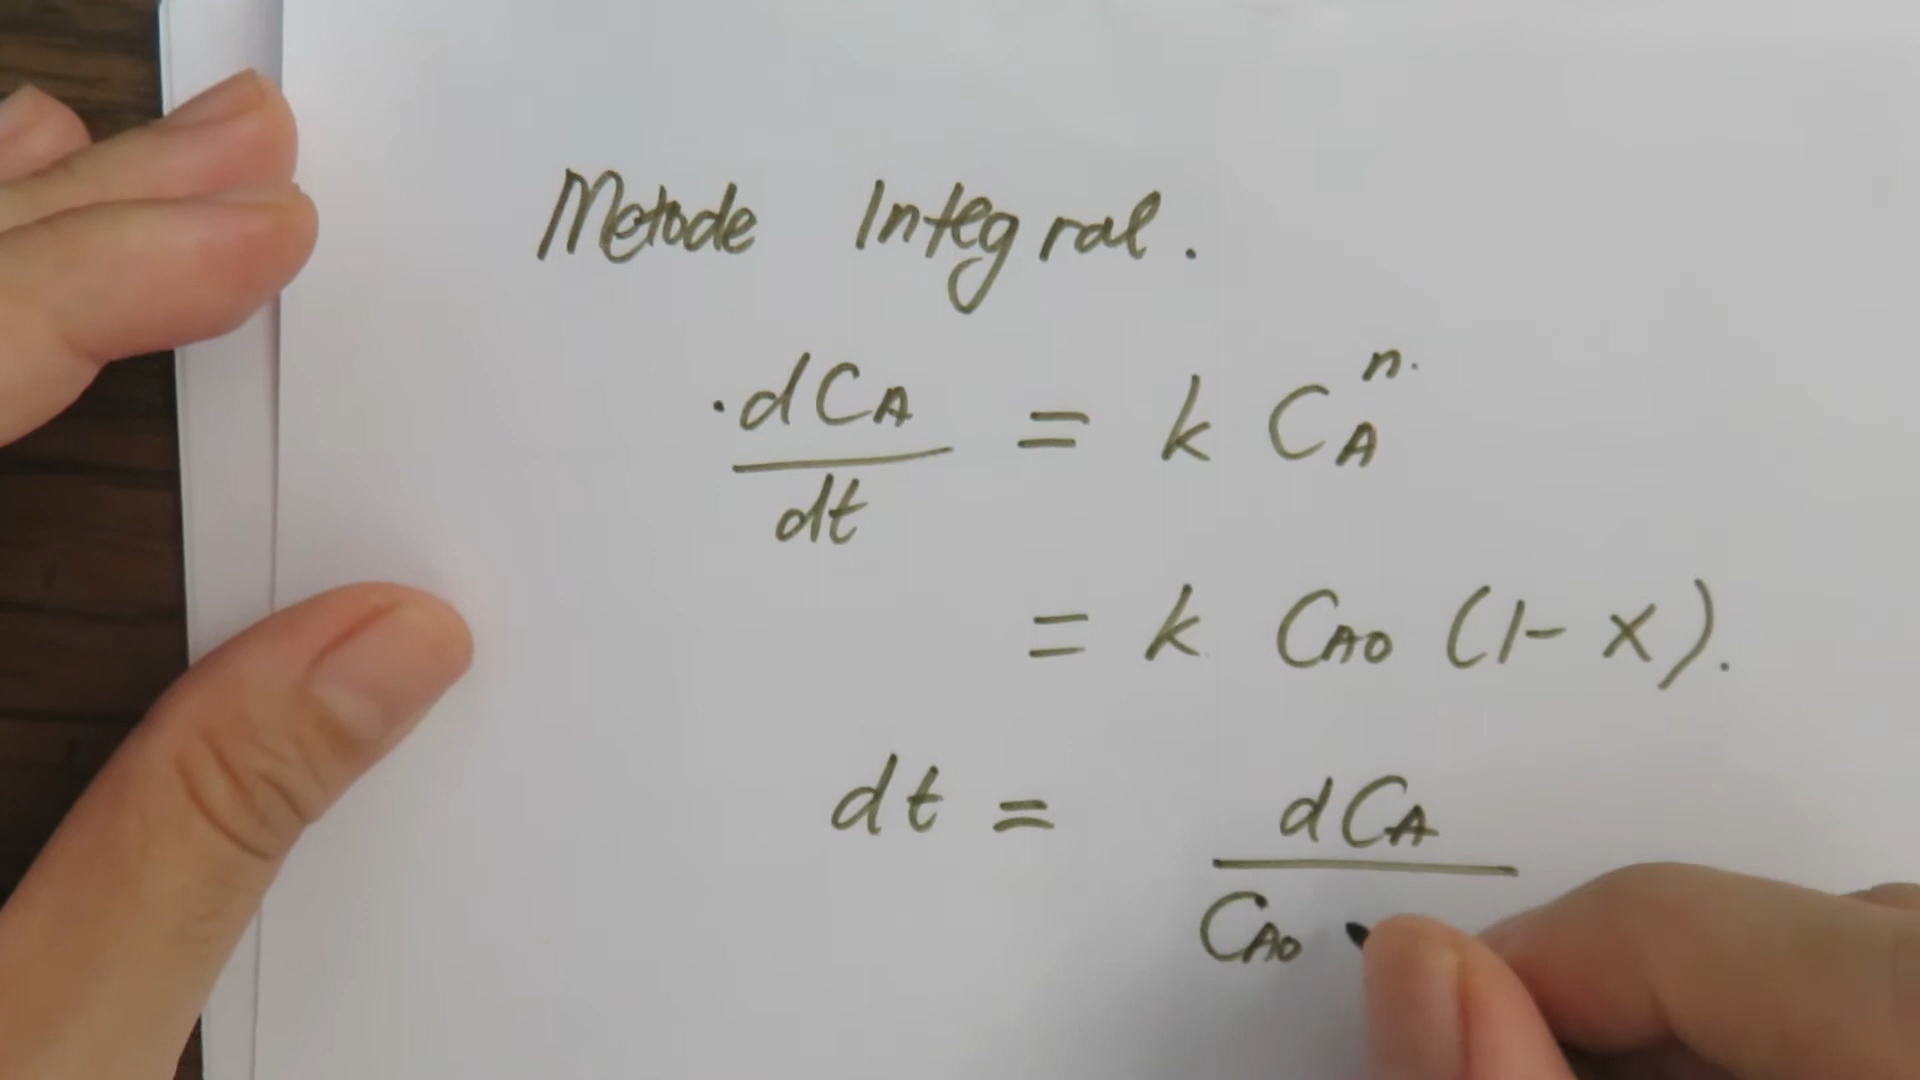 Metode Integral.
dCA/dt = k CA^n
= k CA0 (1-x).
dt = dCA/CA0